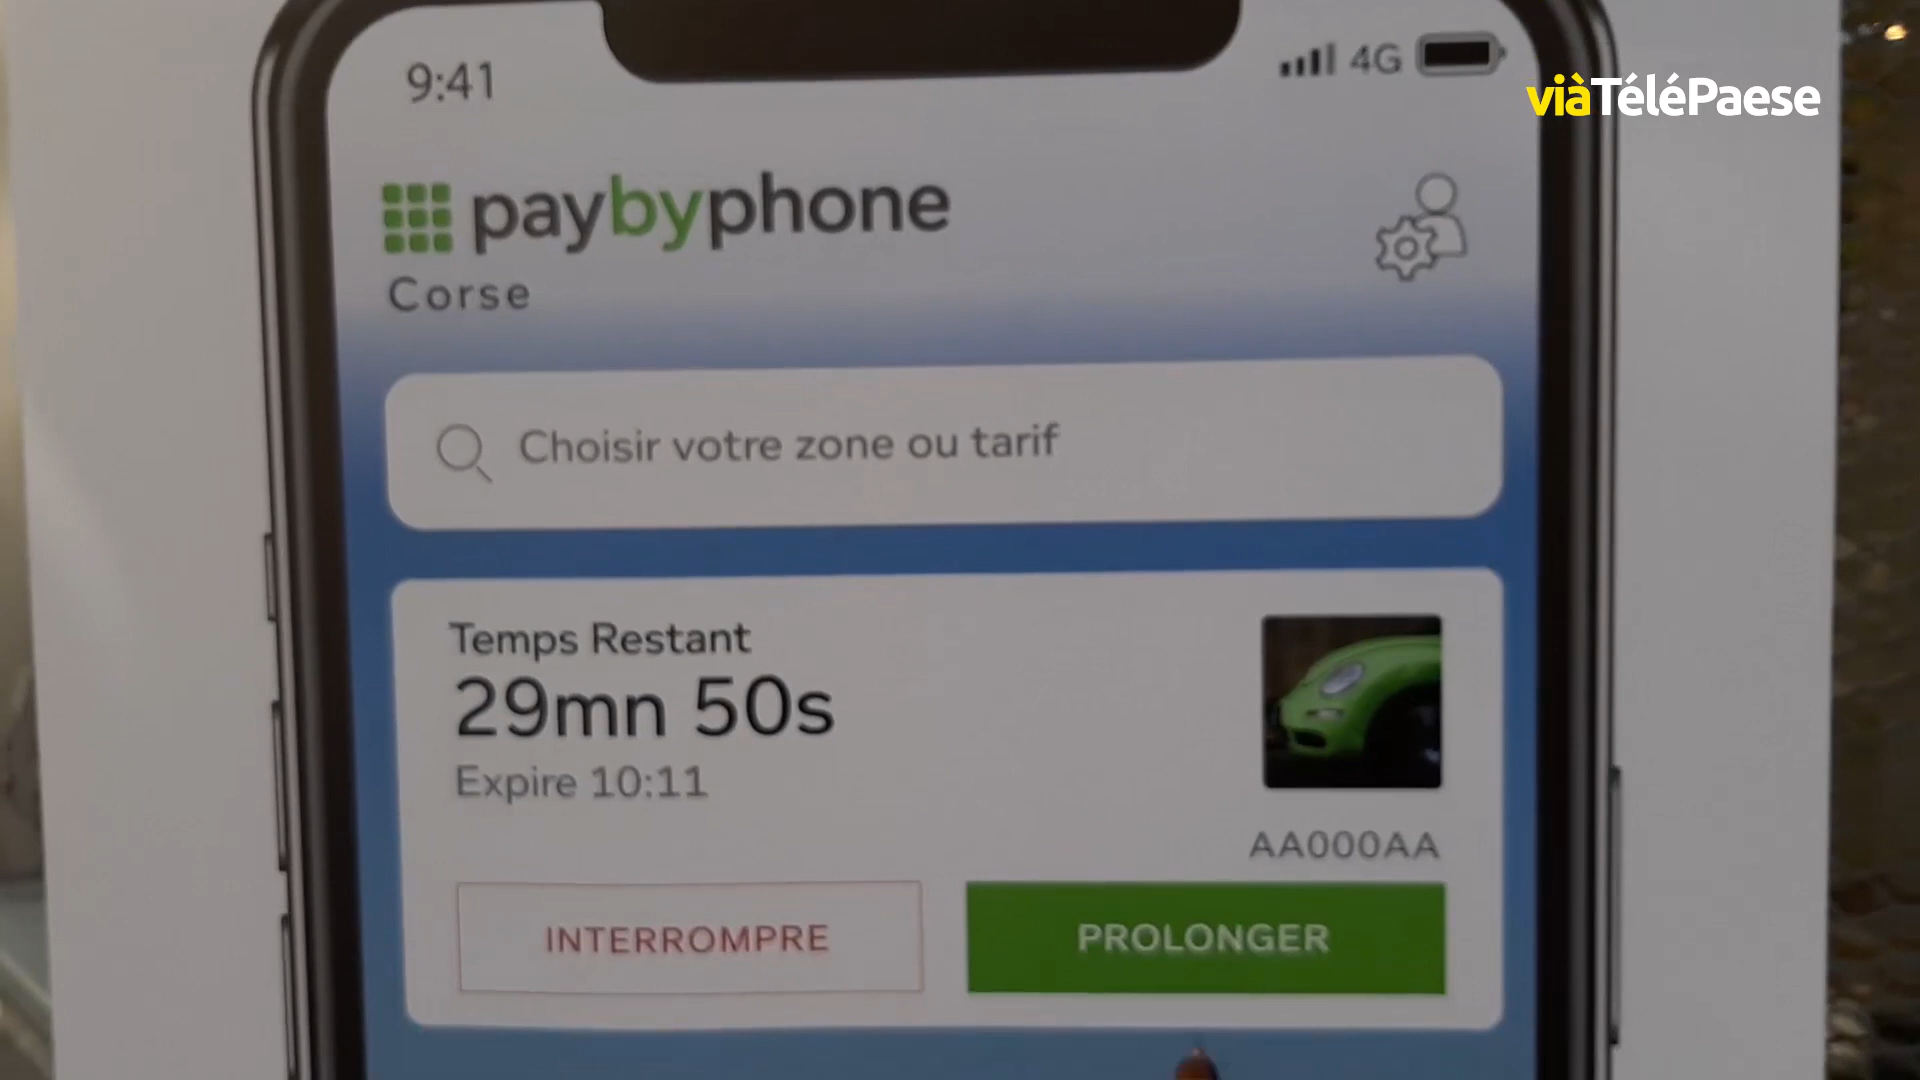 9:41
4G
viàTéléPaese
paybyphone
Corse
Choisir votre zone ou tarif
Temps Restant
29mn 50s
Expire 10:11
AA000AA
INTERROMPRE
PROLONGER